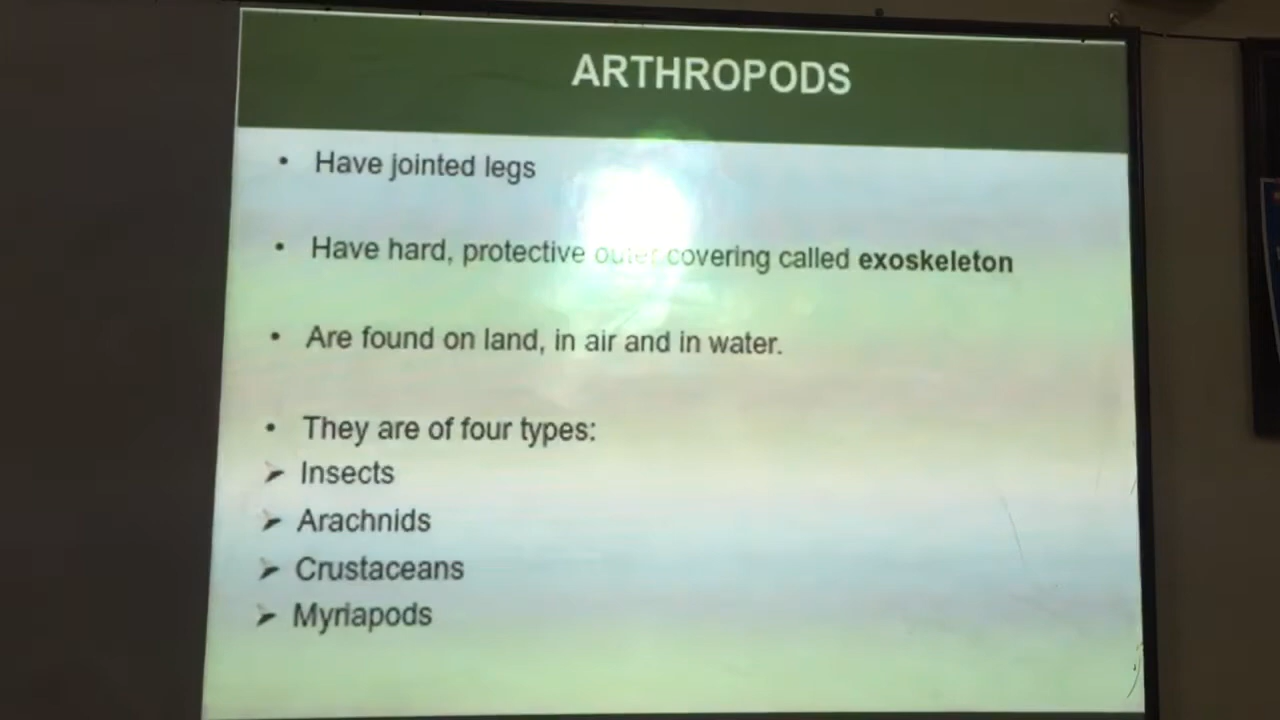 ARTHROPODS
• Have jointed legs
• Have hard, protective outer covering called exoskeleton
• Are found on land, in air and in water.
• They are of four types:
➢ Insects
➢ Arachnids
➢ Crustaceans
➢ Myriapods